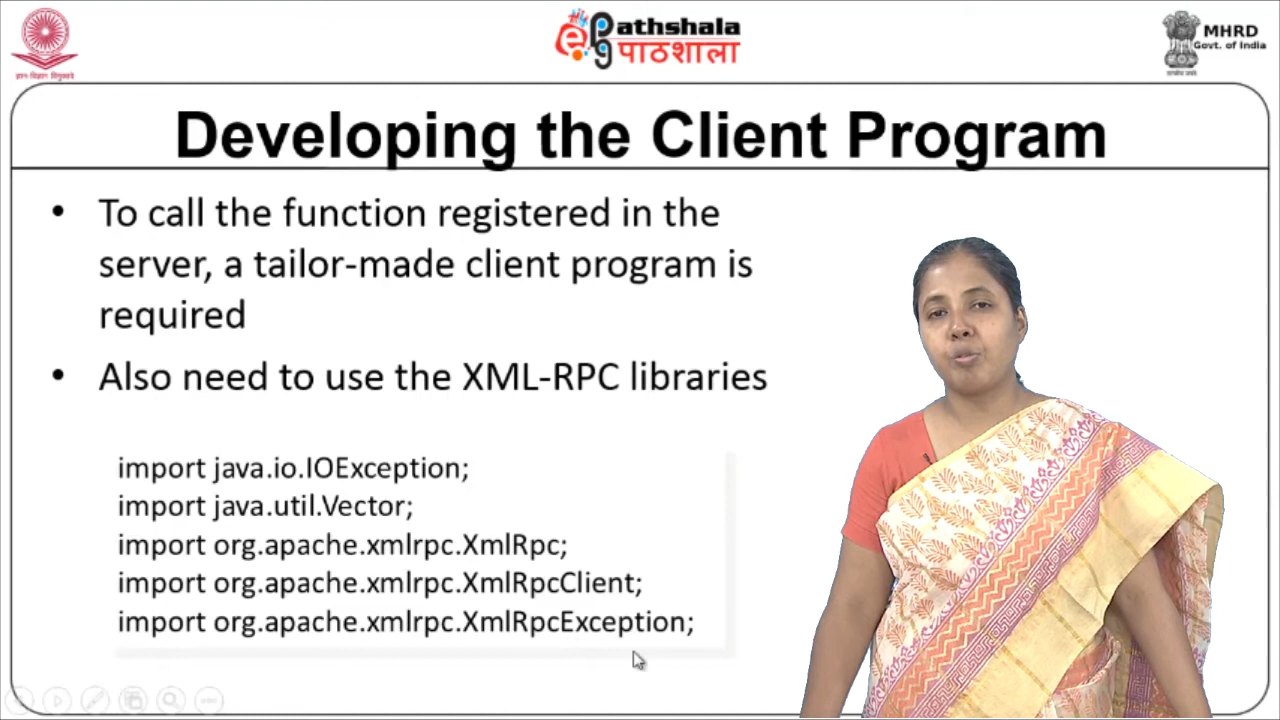 ePathshala
पाठशाला
MHRD
Govt. of India
Developing the Client Program
• To call the function registered in the
server, a tailor-made client program is
required
• Also need to use the XML-RPC libraries
import java.io.IOException;
import java.util.Vector;
import org.apache.xmlrpc.XmlRpc;
import org.apache.xmlrpc.XmlRpcClient;
import org.apache.xmlrpc.XmlRpcException;